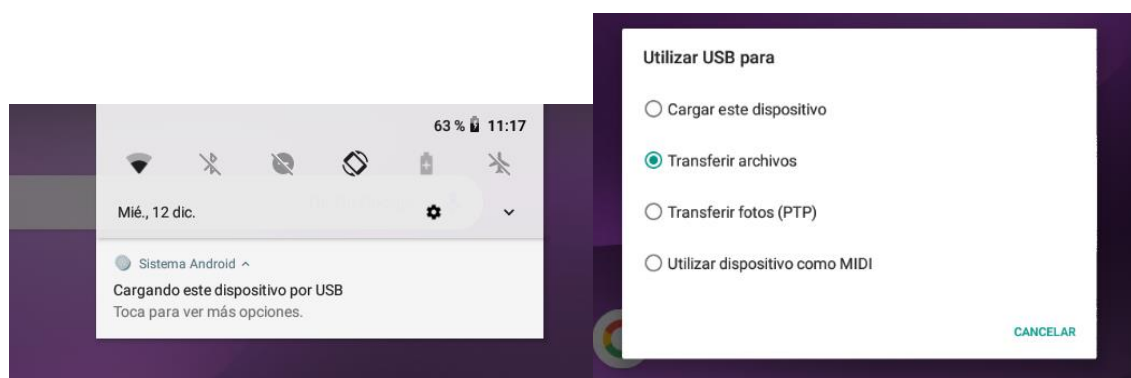 63 % 11:17
Mié., 12 dic.
Sistema Android
Cargando este dispositivo por USB
Toca para ver más opciones.
Utilizar USB para
Cargar este dispositivo
Transferir archivos
Transferir fotos (PTP)
Utilizar dispositivo como MIDI
CANCELAR